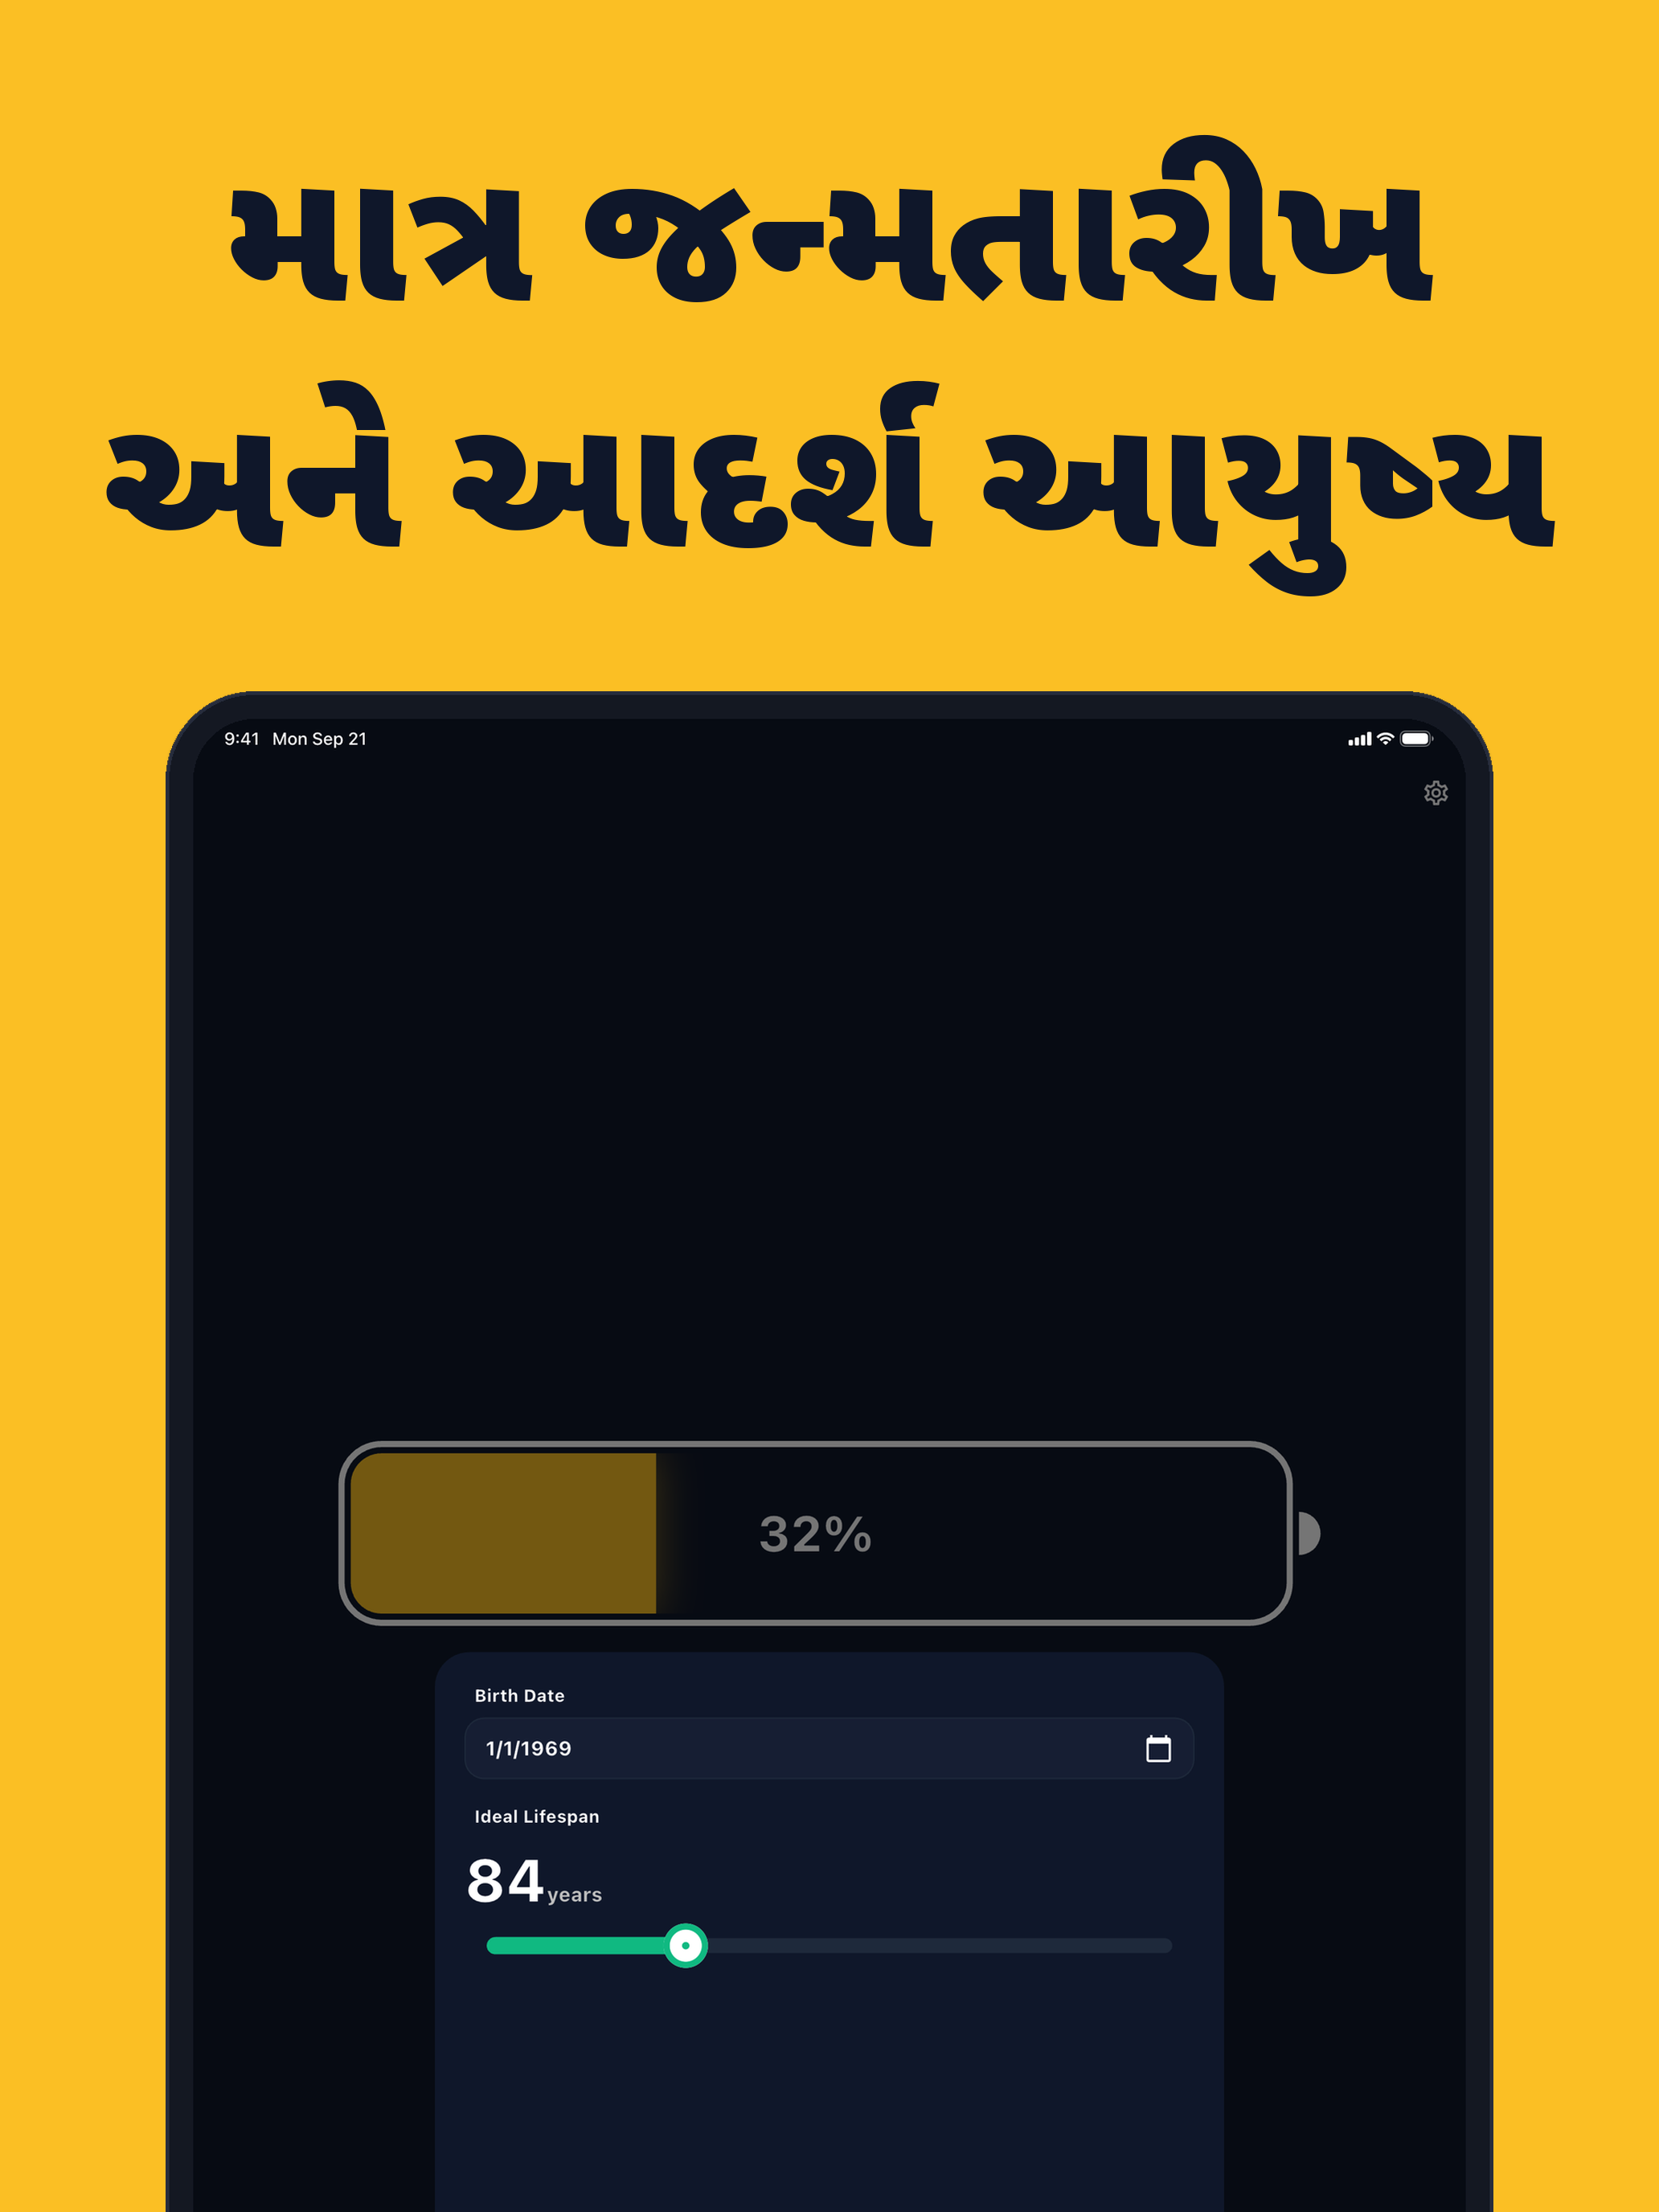 માત્ર જન્મતારીખ
અને આદર્શ આયુષ્ય
9:41 Mon Sep 21
32%
Birth Date
1/1/1969
Ideal Lifespan
84 years